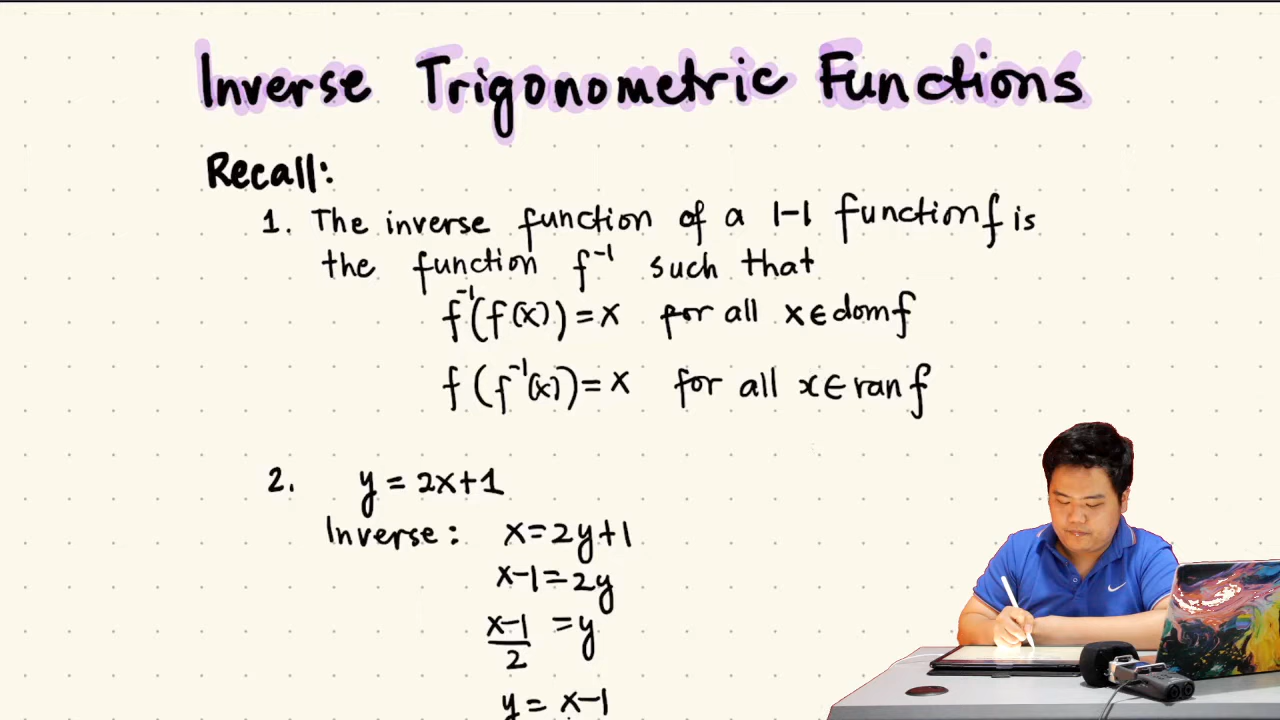 Inverse Trigonometric Functions
Recall:
1. The inverse function of a 1-1 function f is
the function f⁻¹ such that
f⁻¹(f(x)) = x for all x ∈ dom f
f(f⁻¹(x)) = x for all x ∈ ran f
2. y = 2x+1
Inverse: x = 2y+1
x-1 = 2y
x-1/2 = y
y = x-1